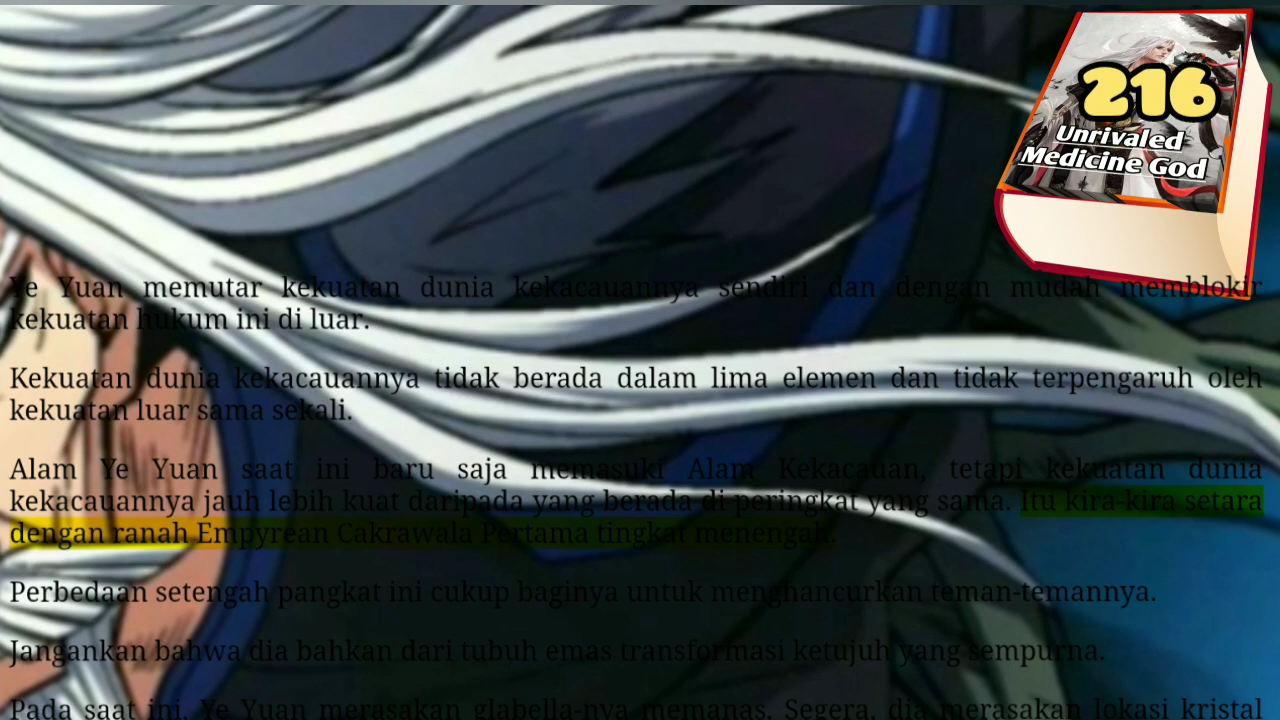 216
Unrivaled
Medicine God
Ye Yuan memutar kekuatan dunia kekacauannya sendiri dan dengan mudah memblokir
kekuatan hukum ini di luar.
Kekuatan dunia kekacauannya tidak berada dalam lima elemen dan tidak terpengaruh oleh
kekuatan luar sama sekali.
Alam Ye Yuan saat ini baru saja memasuki Alam Kekacauan, tetapi kekuatan dunia
kekacauannya jauh lebih kuat daripada yang berada di peringkat yang sama. Itu kira-kira setara
dengan ranah Empyrean Cakrawala Pertama tingkat menengah.
Perbedaan setengah pangkat ini cukup baginya untuk menghancurkan teman-temannya.
Jangankan bahwa dia bahkan dari tubuh emas transformasi ketujuh yang sempurna.
Pada saat ini, Ye Yuan merasakan glabella-nya memanas. Segera, dia merasakan lokasi kristal